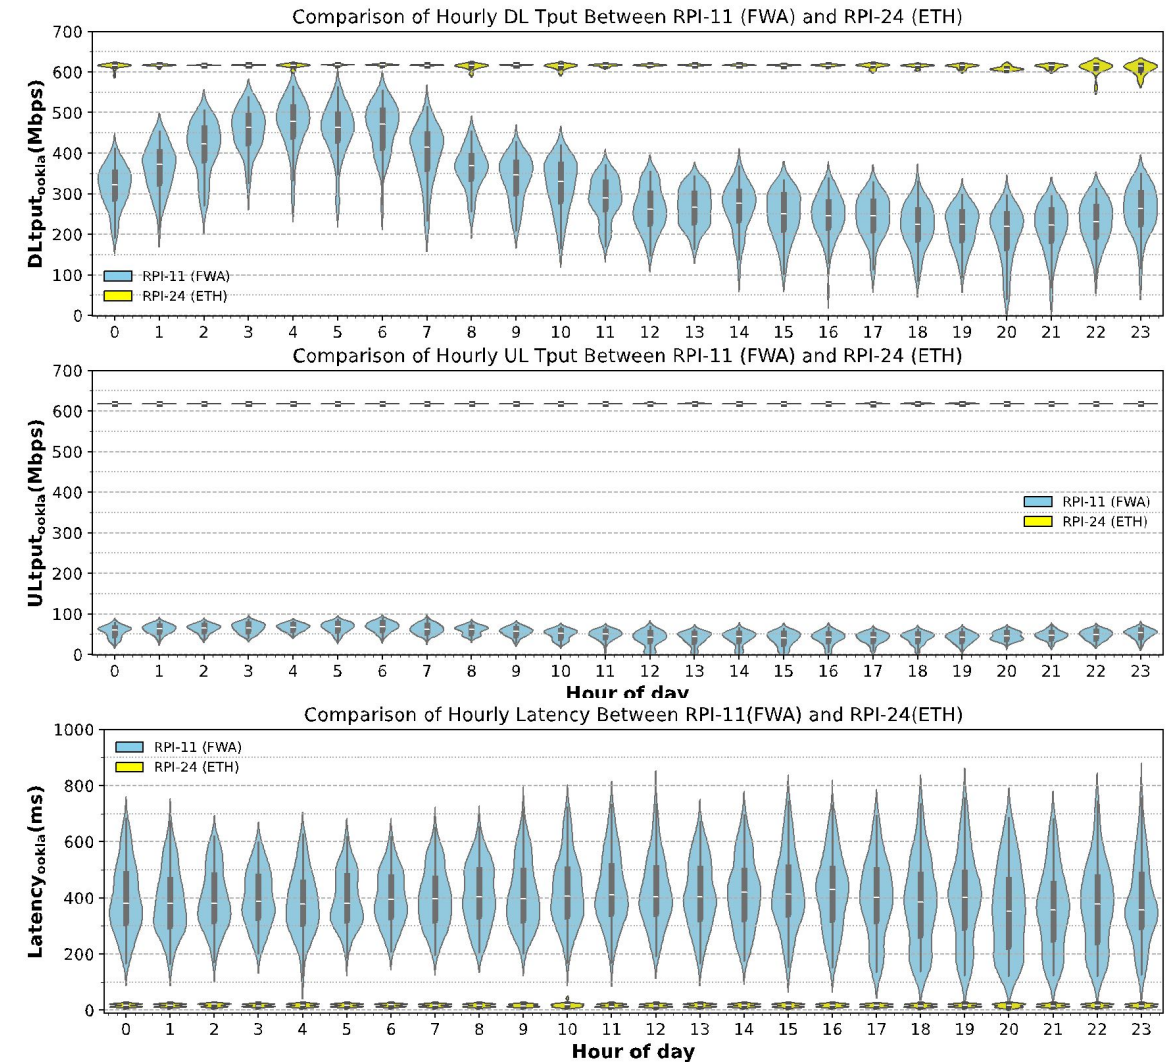 Comparison of Hourly DL Tput Between RPI-11 (FWA) and RPI-24 (ETH)
700
600
500
400
300
200
100
0
DLtput_ookla(Mbps)
RPI-11 (FWA)
RPI-24 (ETH)
0 1 2 3 4 5 6 7 8 9 10 11 12 13 14 15 16 17 18 19 20 21 22 23
Comparison of Hourly UL Tput Between RPI-11 (FWA) and RPI-24 (ETH)
700
600
500
400
300
200
100
0
ULtput_ookla(Mbps)
RPI-11 (FWA)
RPI-24 (ETH)
0 1 2 3 4 5 6 7 8 9 10 11 12 13 14 15 16 17 18 19 20 21 22 23
Hour of day
Comparison of Hourly Latency Between RPI-11(FWA) and RPI-24(ETH)
1000
800
600
400
200
0
Latency_ookla(ms)
RPI-11 (FWA)
RPI-24 (ETH)
0 1 2 3 4 5 6 7 8 9 10 11 12 13 14 15 16 17 18 19 20 21 22 23
Hour of day